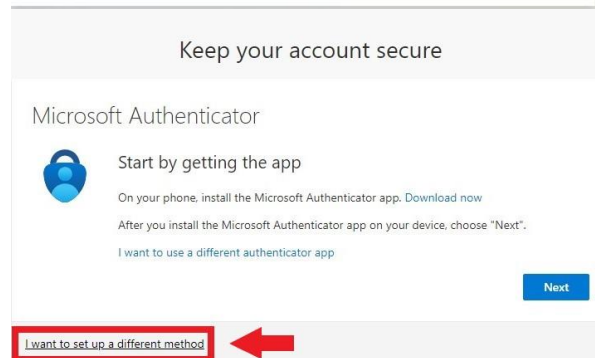 Keep your account secure
Microsoft Authenticator
Start by getting the app
On your phone, install the Microsoft Authenticator app. Download now
After you install the Microsoft Authenticator app on your device, choose "Next".
I want to use a different authenticator app
Next
I want to set up a different method